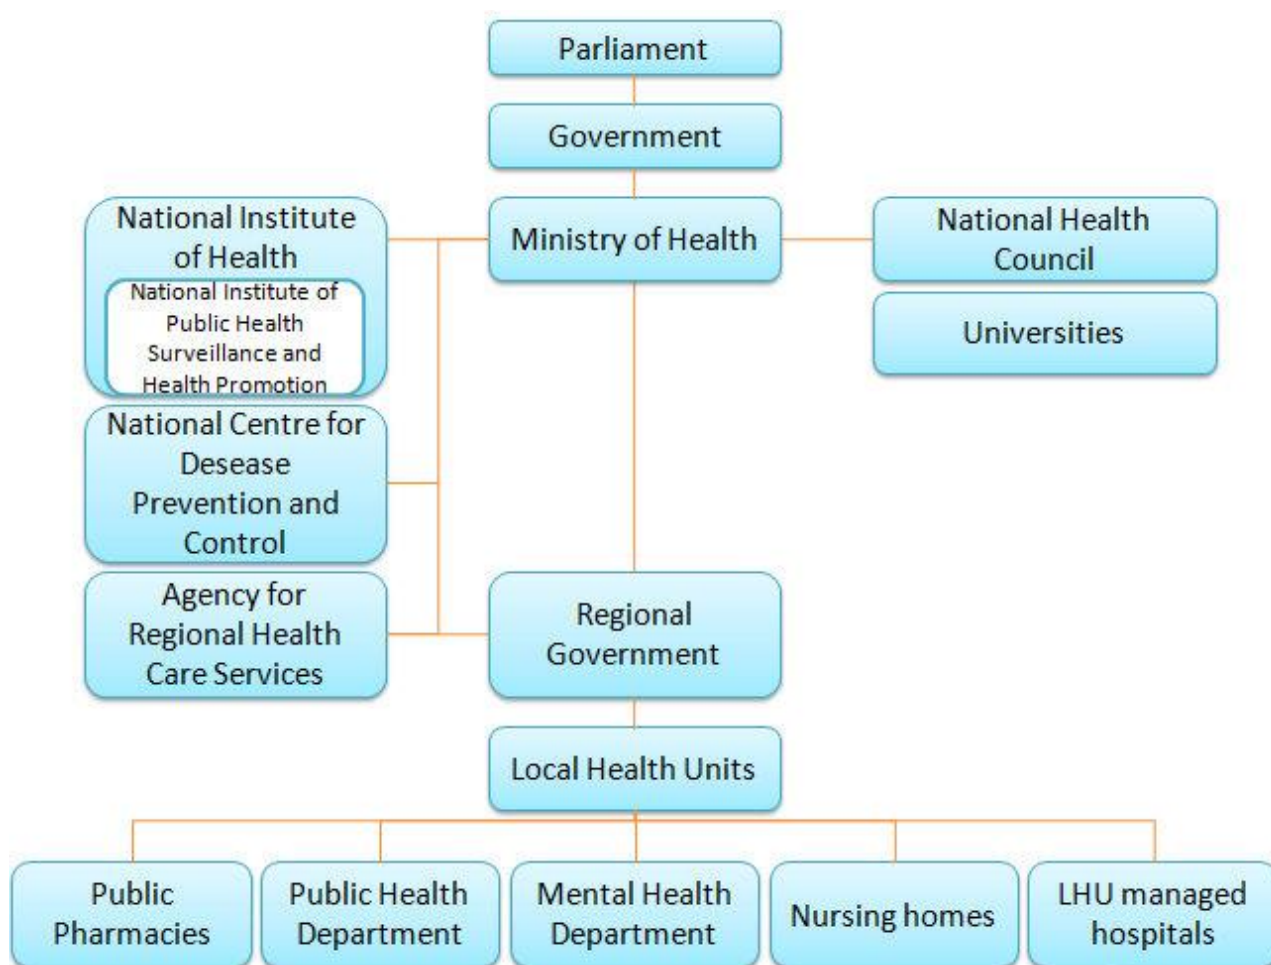 Parliament
Government
National Institute
of Health
National Institute of
Public Health
Surveillance and
Health Promotion
Ministry of Health
National Health
Council
Universities
National Centre for
Desease
Prevention and
Control
Agency for
Regional Health
Care Services
Regional
Government
Local Health Units
Public
Pharmacies
Public Health
Department
Mental Health
Department
Nursing homes
LHU managed
hospitals